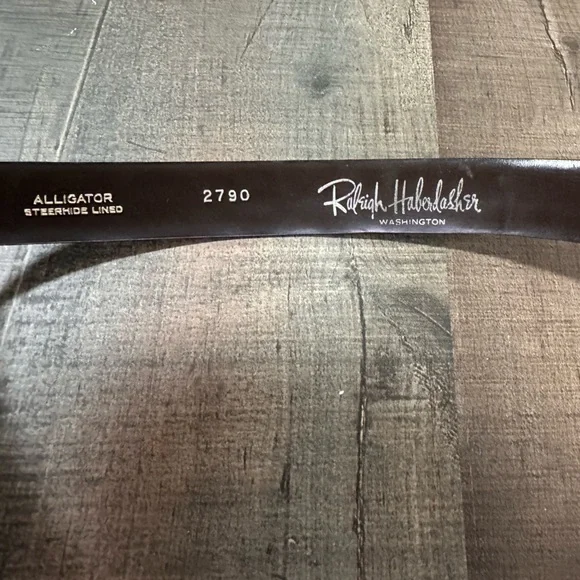 ALLIGATOR
STEERHIDE LINED
2790
Raleigh Haberdasher
WASHINGTON